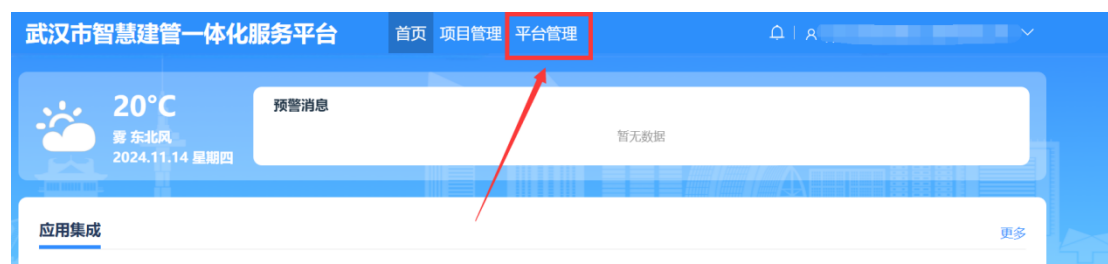 武汉市智慧建管一体化服务平台 首页 项目管理 平台管理
20°C
预警消息
雾 东北风
暂无数据
2024.11.14 星期四
应用集成
更多